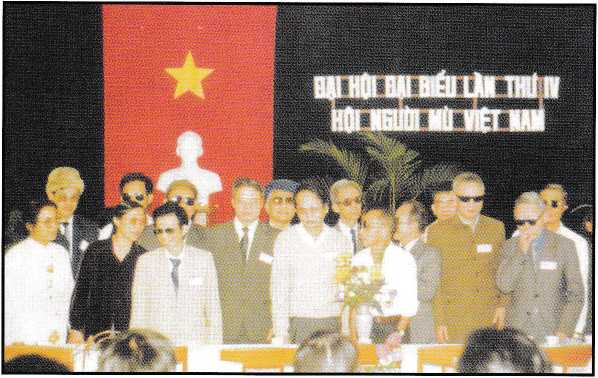 ĐẠI HỘI ĐẠI BIỂU LẦN THỨ IV
HỘI NGƯỜI MÙ VIỆT NAM